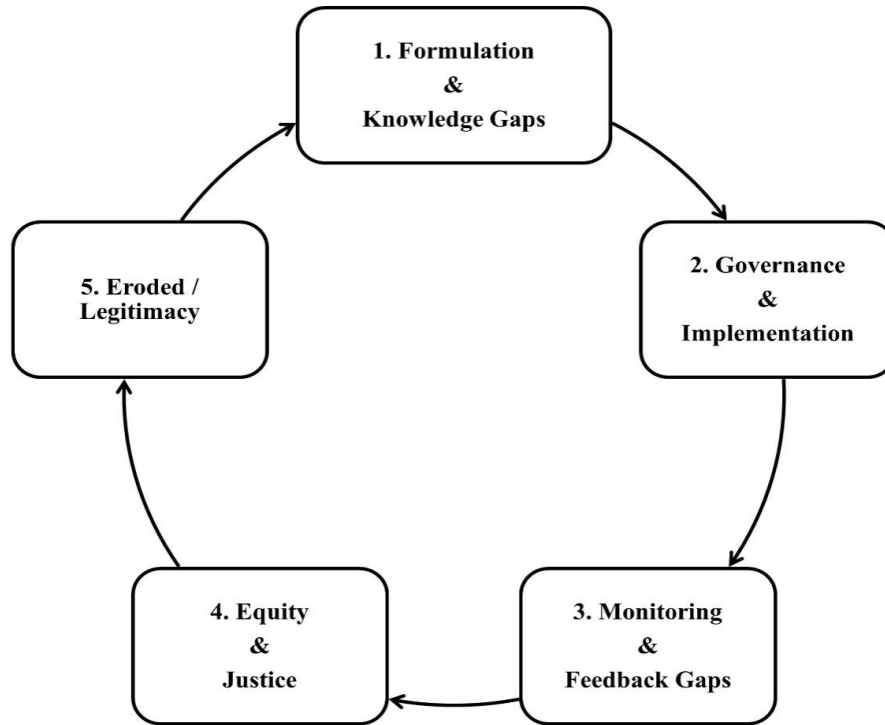 1. Formulation
&
Knowledge Gaps
2. Governance
&
Implementation
3. Monitoring
&
Feedback Gaps
4. Equity
&
Justice
5. Eroded /
Legitimacy